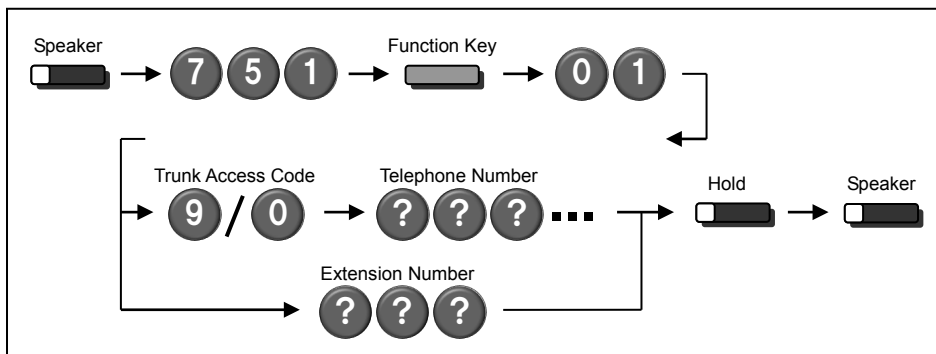 Speaker
Function Key
7 5 1
0 1
Trunk Access Code
Telephone Number
9 / 0
? ? ? ...
Hold
Speaker
Extension Number
? ? ?